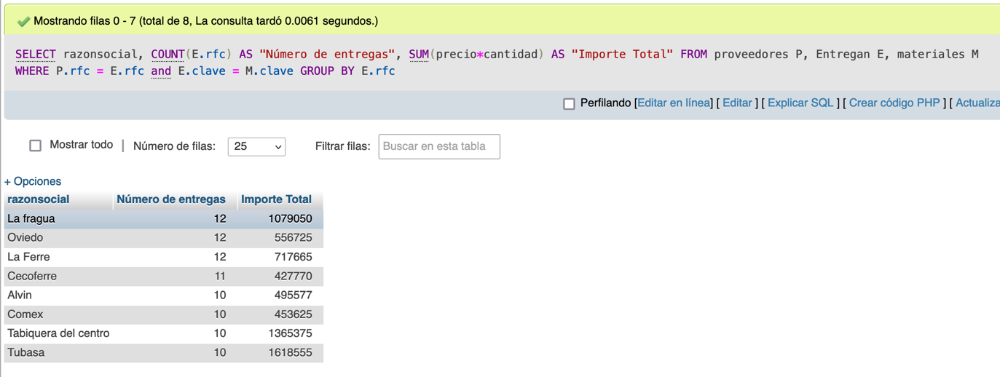 Mostrando filas 0 - 7 (total de 8, La consulta tardó 0.0061 segundos.)
SELECT razonsocial, COUNT(E.rfc) AS "Número de entregas", SUM(precio*cantidad) AS "Importe Total" FROM proveedores P, Entregan E, materiales M
WHERE P.rfc = E.rfc and E.clave = M.clave GROUP BY E.rfc
Perfilando [Editar en línea] [ Editar ] [ Explicar SQL ] [ Crear código PHP ] [ Actualiza
Mostrar todo | Número de filas: 25 Filtrar filas: Buscar en esta tabla
+ Opciones
razonsocial Número de entregas Importe Total
La fragua 12 1079050
Oviedo 12 556725
La Ferre 12 717665
Cecoferre 11 427770
Alvin 10 495577
Comex 10 453625
Tabiquera del centro 10 1365375
Tubasa 10 1618555